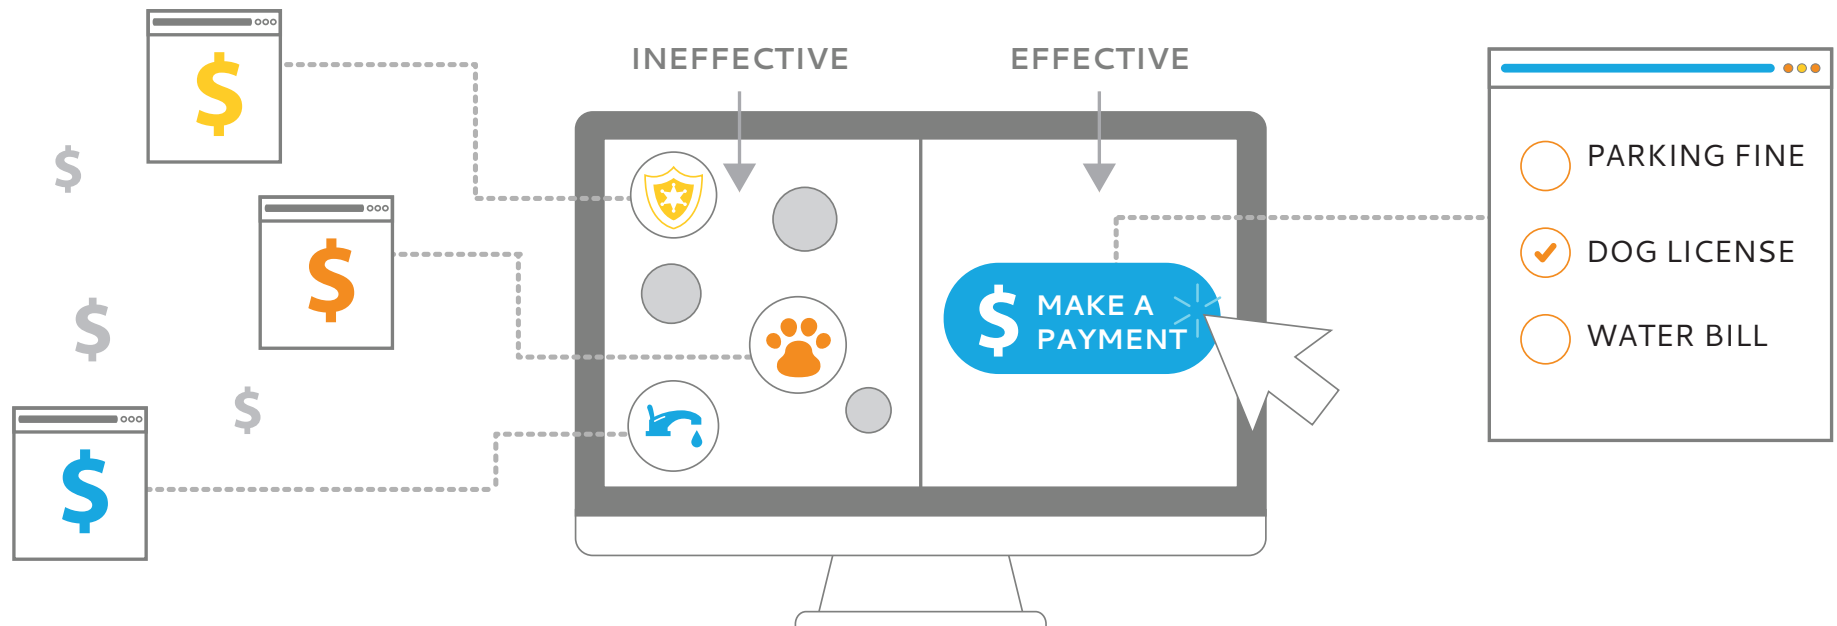 INEFFECTIVE
EFFECTIVE
$
$
$
$
$
$
$ MAKE A
PAYMENT
PARKING FINE
DOG LICENSE
WATER BILL